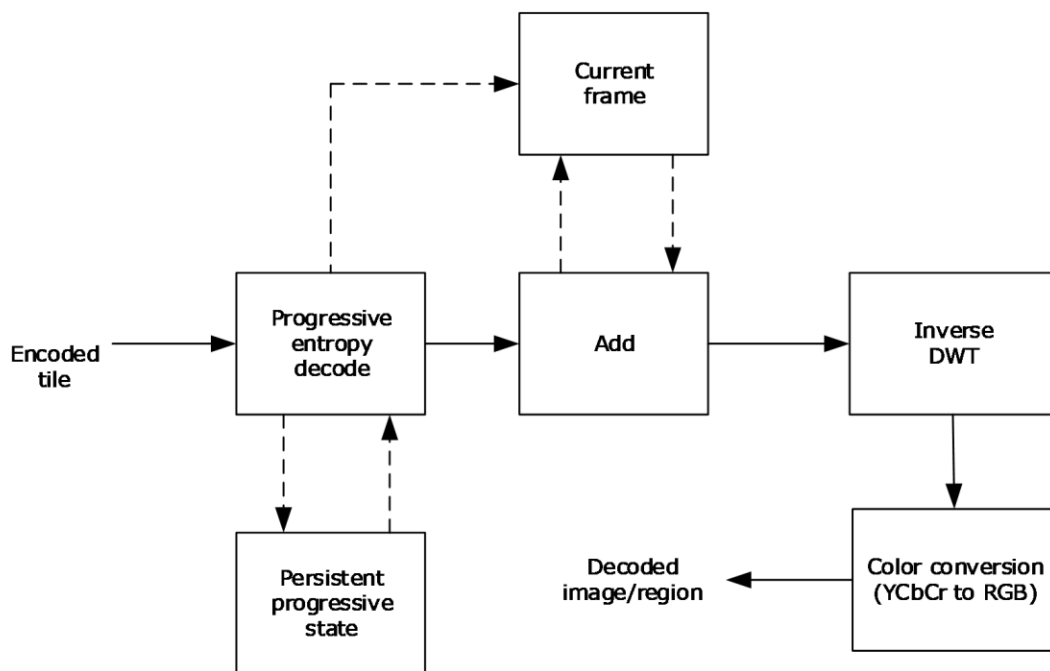 Current
frame
Encoded
tile
Progressive
entropy
decode
Add
Inverse
DWT
Persistent
progressive
state
Decoded
image/region
Color conversion
(YCbCr to RGB)